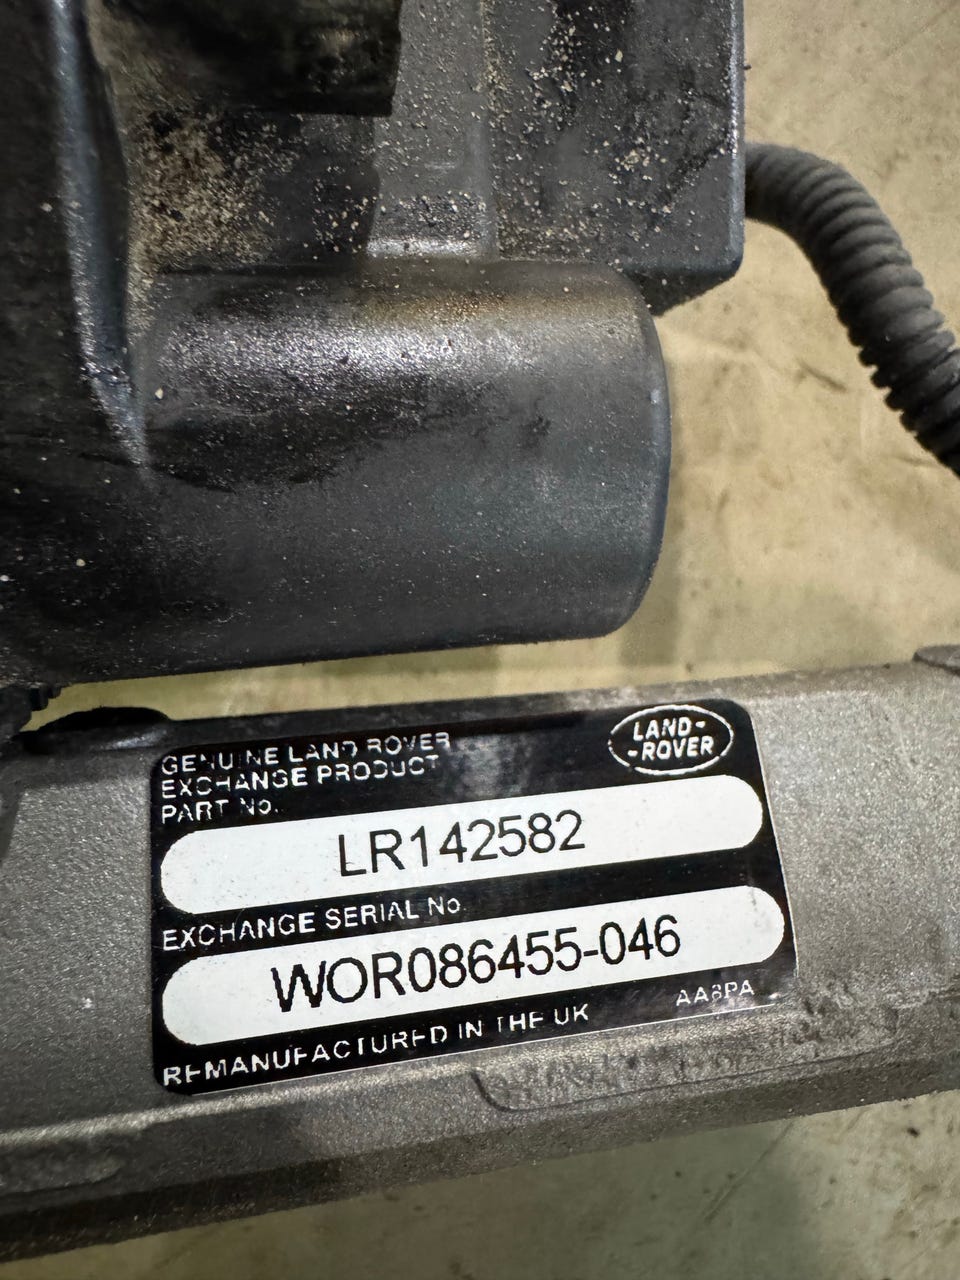 GENUINE LAND ROVER
EXCHANGE PRODUCT
PART No.
LAND-
-ROVER
LR142582
EXCHANGE SERIAL No.
WOR086455-046
REMANUFACTURED IN THE UK